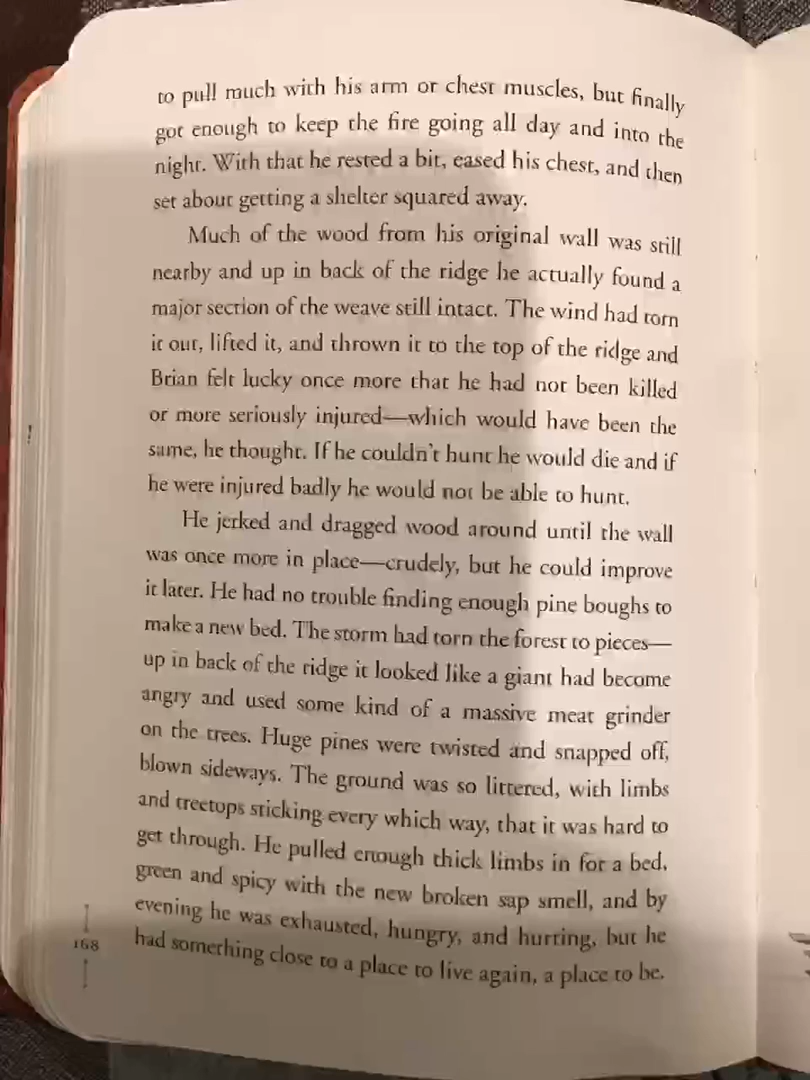 to pull much with his arm or chest muscles, but finally
got enough to keep the fire going all day and into the
night. With that he rested a bit, eased his chest, and then
set about getting a shelter squared away.
Much of the wood from his original wall was still
nearby and up in back of the ridge he actually found a
major section of the weave still intact. The wind had torn
it out, lifted it, and thrown it to the top of the ridge and
Brian felt lucky once more that he had not been killed
or more seriously injured—which would have been the
same, he thought. If he couldn't hunt he would die and if
he were injured badly he would not be able to hunt.
He jerked and dragged wood around until the wall
was once more in place—crudely, but he could improve
it later. He had no trouble finding enough pine boughs to
make a new bed. The storm had torn the forest to pieces—
up in back of the ridge it looked like a giant had become
angry and used some kind of a massive meat grinder
on the trees. Huge pines were twisted and snapped off,
blown sideways. The ground was so littered, with limbs
and treetops sticking every which way, that it was hard to
get through. He pulled enough thick limbs in for a bed,
green and spicy with the new broken sap smell, and by
evening he was exhausted, hungry, and hurting, but he
had something close to a place to live again, a place to be.
168